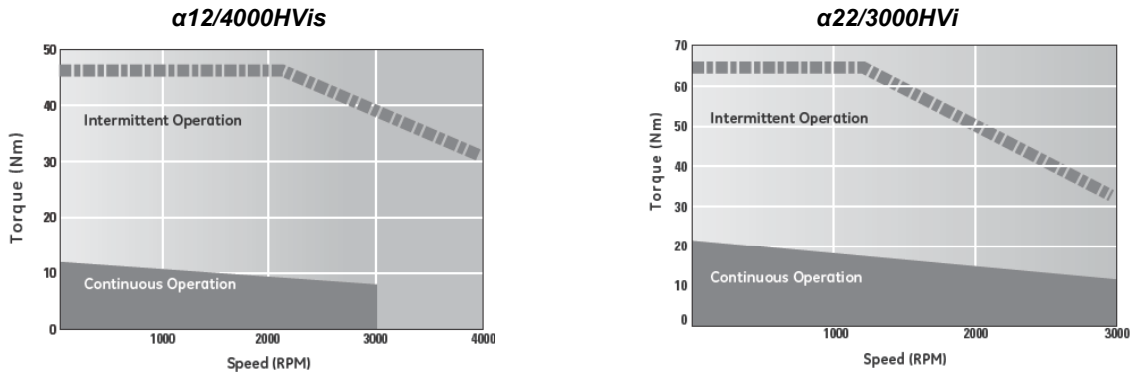 α12/4000HVis
50
40
30
20
10
0
Torque (Nm)
Intermittent Operation
Continuous Operation
1000
2000
3000
4000
Speed (RPM)
α22/3000HVi
70
60
50
40
30
20
10
0
Torque (Nm)
Intermittent Operation
Continuous Operation
1000
2000
3000
Speed (RPM)